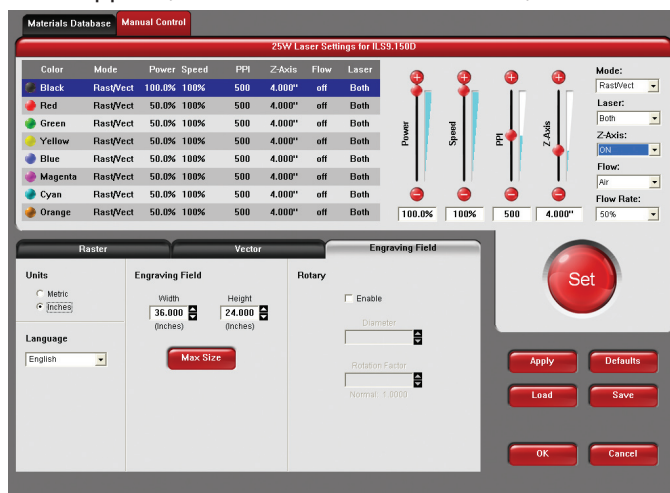 Materials Database Manual Control
25W Laser Settings for ILS9.150D
Color Mode Power Speed PPI Z-Axis Flow Laser
Black Rast/Vect 100.0% 100% 500 4.000" off Both
Red Rast/Vect 50.0% 100% 500 4.000" off Both
Green Rast/Vect 50.0% 100% 500 4.000" off Both
Yellow Rast/Vect 50.0% 100% 500 4.000" off Both
Blue Rast/Vect 50.0% 100% 500 4.000" off Both
Magenta Rast/Vect 50.0% 100% 500 4.000" off Both
Cyan Rast/Vect 50.0% 100% 500 4.000" off Both
Orange Rast/Vect 50.0% 100% 500 4.000" off Both
Power Speed PPI Z-Axis
100.0% 100% 500 4.000"
Mode:
Rast/Vect
Laser:
Both
Z-Axis:
ON
Flow:
Air
Flow Rate:
50%
Set
Raster Vector Engraving Field
Units
Metric
Inches
Language
English
Engraving Field
Width Height
36.000 24.000
(Inches) (Inches)
Max Size
Rotary
Enable
Diameter
Rotation Factor
Normal: 1.0000
Apply Defaults
Load Save
OK Cancel